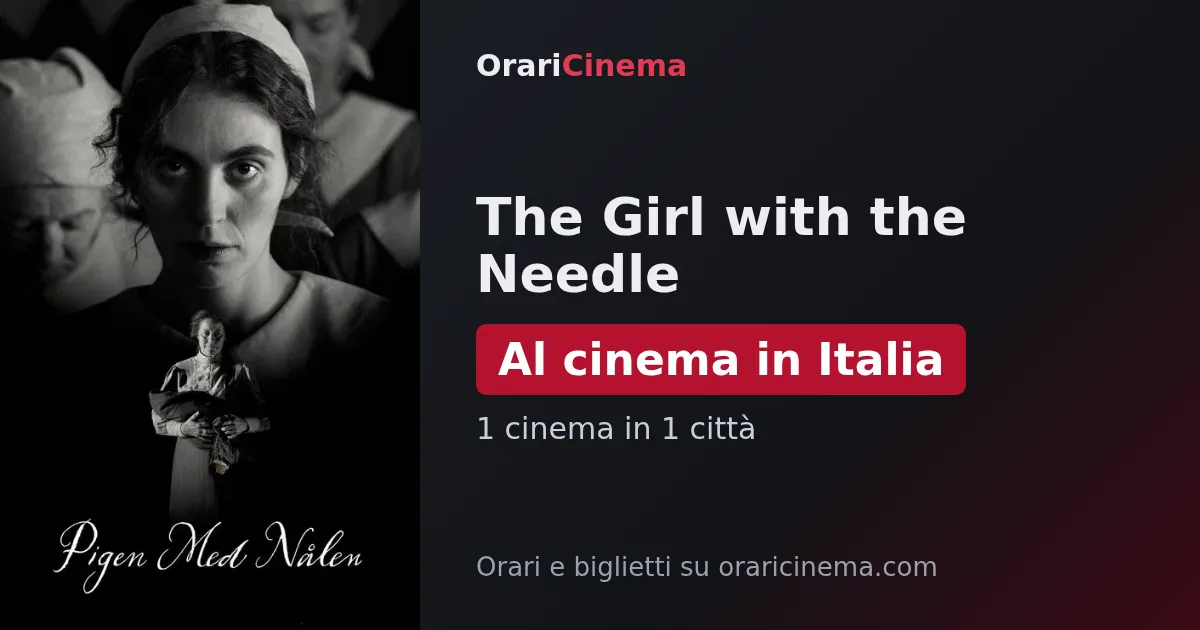 Pigen Med Nålen
OrariCinema
The Girl with the
Needle
Al cinema in Italia
1 cinema in 1 città
Orari e biglietti su oraricinema.com